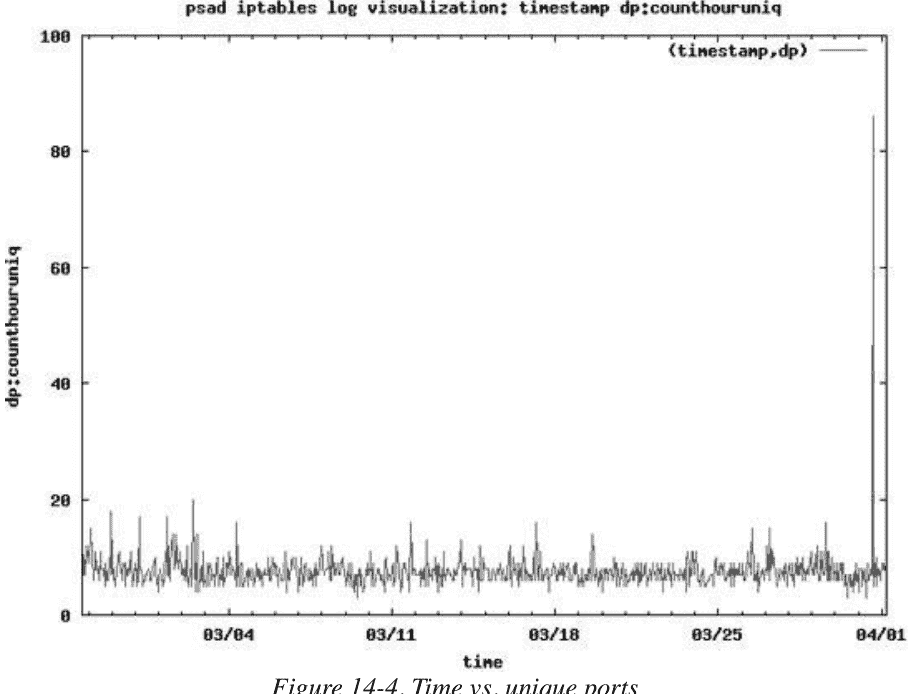 psad iptables log visualization: timestamp dp:counthouruniq
(timestamp,dp)
100
80
60
40
20
0
dp:counthouruniq
03/04 03/11 03/18 03/25 04/01
time
Figure 14-4. Time vs. unique ports